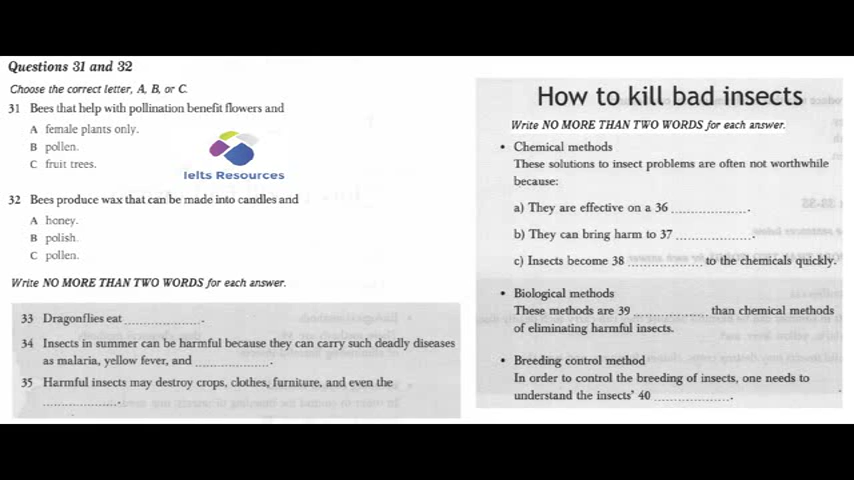 Questions 31 and 32
Choose the correct letter, A, B, or C.
31 Bees that help with pollination benefit flowers and
A female plants only.
B pollen.
C fruit trees.
Ielts Resources
32 Bees produce wax that can be made into candles and
A honey.
B polish.
C pollen.
Write NO MORE THAN TWO WORDS for each answer.
33 Dragonflies eat ....................
34 Insects in summer can be harmful because they can carry such deadly diseases
as malaria, yellow fever, and ....................
35 Harmful insects may destroy crops, clothes, furniture, and even the
....................
How to kill bad insects
Write NO MORE THAN TWO WORDS for each answer.
• Chemical methods
These solutions to insect problems are often not worthwhile
because:
a) They are effective on a 36 ....................
b) They can bring harm to 37 ....................
c) Insects become 38 .................... to the chemicals quickly.
• Biological methods
These methods are 39 .................... than chemical methods
of eliminating harmful insects.
• Breeding control method
In order to control the breeding of insects, one needs to
understand the insects' 40 ....................